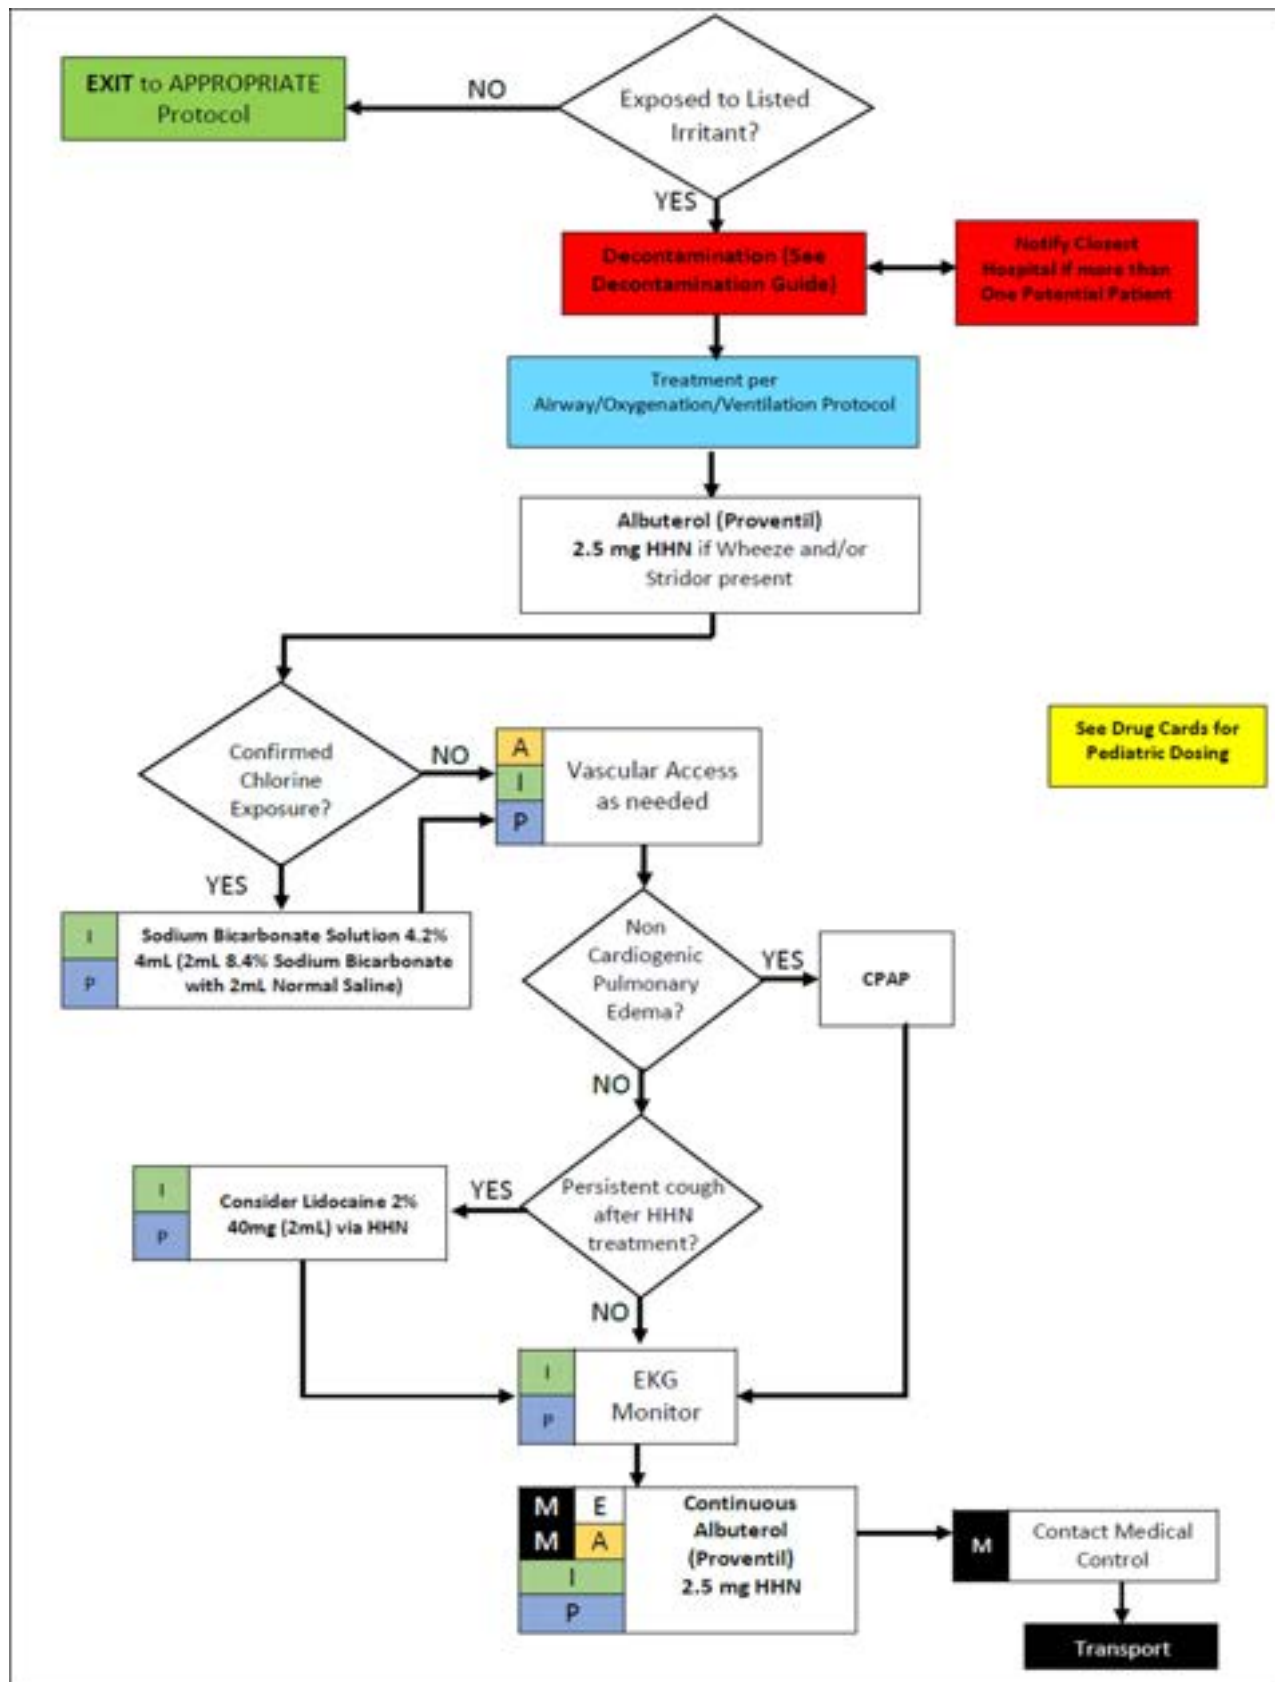 Exposed to Listed
Irritant?
NO
EXIT to APPROPRIATE
Protocol
YES
Decontamination (See
Decontamination Guide)
Notify Closest
Hospital if more than
One Potential Patient
Treatment per
Airway/Oxygenation/Ventilation Protocol
Albuterol (Proventil)
2.5 mg HHN if Wheeze and/or
Stridor present
See Drug Cards for
Pediatric Dosing
Confirmed
Chlorine
Exposure?
NO
A
I
P
Vascular Access
as needed
YES
I
P
Sodium Bicarbonate Solution 4.2%
4mL (2mL 8.4% Sodium Bicarbonate
with 2mL Normal Saline)
Non
Cardiogenic
Pulmonary
Edema?
YES
CPAP
NO
Persistent cough
after HHN
treatment?
YES
I
P
Consider Lidocaine 2%
40mg (2mL) via HHN
NO
I
P
EKG
Monitor
M E
M A
I
P
Continuous
Albuterol
(Proventil)
2.5 mg HHN
M
Contact Medical
Control
Transport